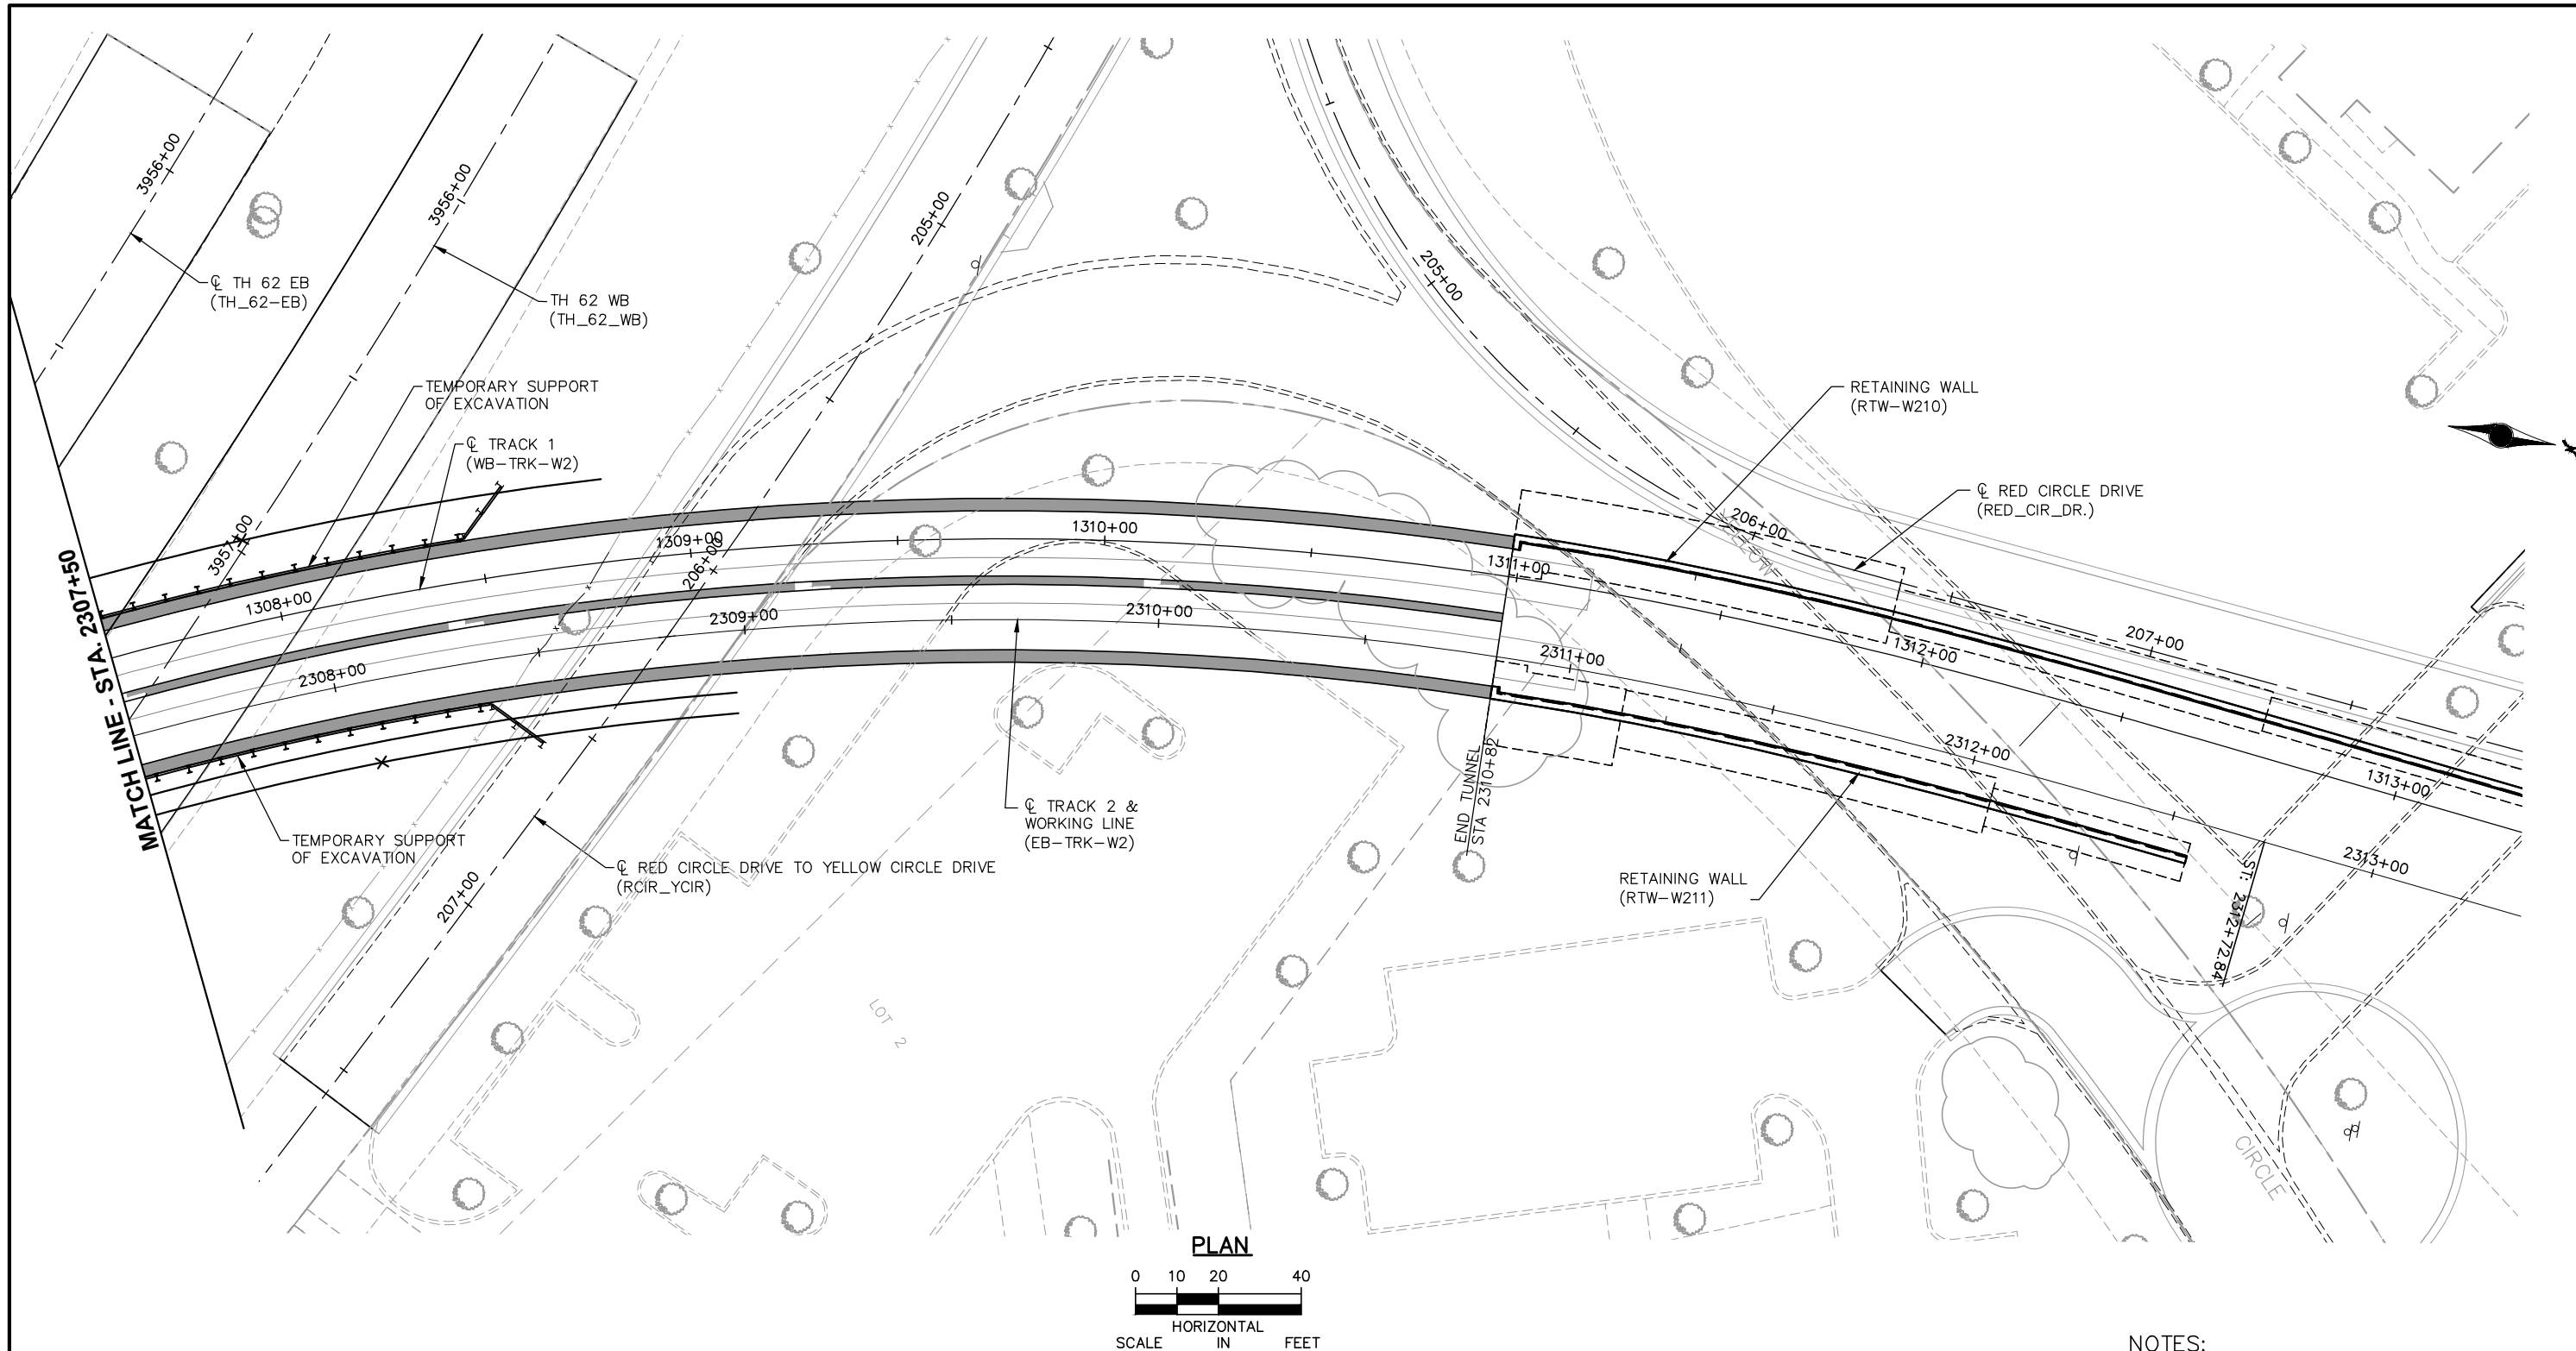 3956+00
3956+00
205+00
℄ TH 62 EB
(TH_62-EB)
TH 62 WB
(TH_62_WB)
205+00
TEMPORARY SUPPORT
OF EXCAVATION
RETAINING WALL
(RTW-W210)
℄ TRACK 1
(WB-TRK-W2)
℄ RED CIRCLE DRIVE
(RED_CIR_DR.)
3957+00
1308+00
1309+00
206+00
1310+00
1311+00
206+00
YELLOW
1312+00
207+00
1313+00
MATCH LINE - STA. 2307+50
2308+00
2309+00
2310+00
2311+00
2312+00
2313+00
END TUNNEL
STA 2310+82
℄ TRACK 2 &
WORKING LINE
(EB-TRK-W2)
TEMPORARY SUPPORT
OF EXCAVATION
℄ RED CIRCLE DRIVE TO YELLOW CIRCLE DRIVE
(RCIR_YCIR)
207+00
RETAINING WALL
(RTW-W211)
ST: 2312+72.84
LOT 2
CIRCLE
PLAN
0 10 20 40
HORIZONTAL
SCALE IN FEET
NOTES: